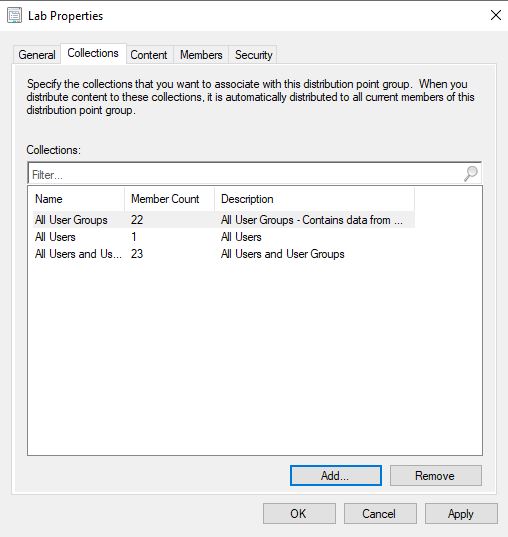 Lab Properties
General Collections Content Members Security
Specify the collections that you want to associate with this distribution point group. When you
distribute content to these collections, it is automatically distributed to all current members of this
distribution point group.
Collections:
Filter...
Name Member Count Description
All User Groups 22 All User Groups - Contains data from ...
All Users 1 All Users
All Users and Us... 23 All Users and User Groups
Add... Remove
OK Cancel Apply